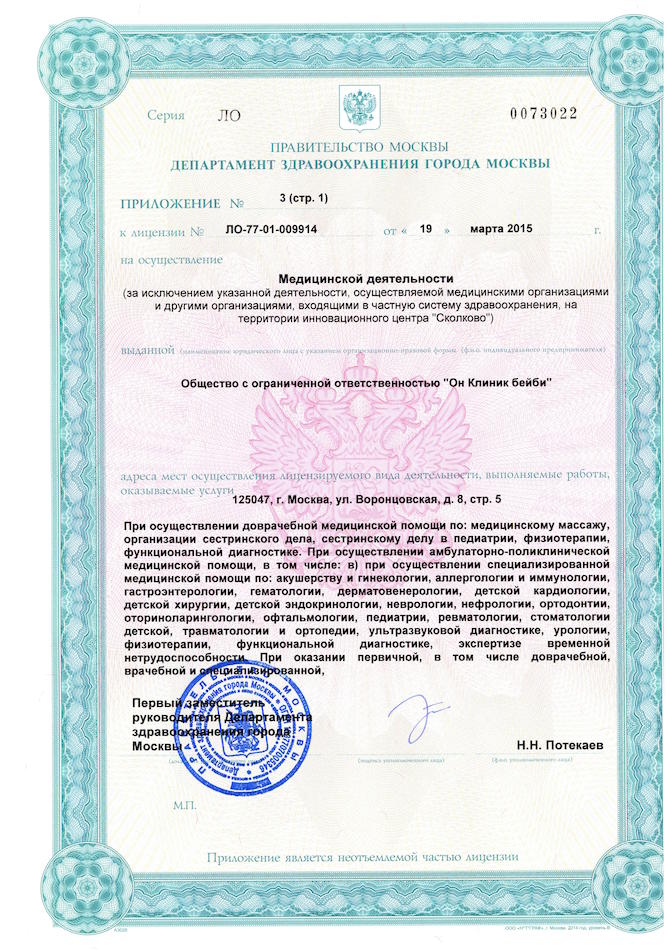 Серия ЛО 0073022
ПРАВИТЕЛЬСТВО МОСКВЫ
ДЕПАРТАМЕНТ ЗДРАВООХРАНЕНИЯ ГОРОДА МОСКВЫ
ПРИЛОЖЕНИЕ № 3 (стр. 1)
к лицензии № ЛО-77-01-009914 от « 19 » марта 2015 г.
на осуществление
Медицинской деятельности
(за исключением указанной деятельности, осуществляемой медицинскими организациями
и другими организациями, входящими в частную систему здравоохранения, на
территории инновационного центра "Сколково")
выданной (наименование юридического лица с указанием организационно-правовой формы (ф.и.о. индивидуального предпринимателя)
Общество с ограниченной ответственностью "Он Клиник бейби"
адреса мест осуществления лицензируемого вида деятельности, выполняемые работы,
оказываемые услуги
125047, г. Москва, ул. Воронцовская, д. 8, стр. 5
При осуществлении доврачебной медицинской помощи по: медицинскому массажу,
организации сестринского дела, сестринскому делу в педиатрии, физиотерапии,
функциональной диагностике. При осуществлении амбулаторно-поликлинической
медицинской помощи, в том числе: в) при осуществлении специализированной
медицинской помощи по: акушерству и гинекологии, аллергологии и иммунологии,
гастроэнтерологии, гематологии, дерматовенерологии, детской кардиологии,
детской хирургии, детской эндокринологии, неврологии, нефрологии, ортодонтии,
оториноларингологии, офтальмологии, педиатрии, ревматологии, стоматологии
детской, травматологии и ортопедии, ультразвуковой диагностике, урологии,
физиотерапии, функциональной диагностике, экспертизе временной
нетрудоспособности. При оказании первичной, в том числе доврачебной,
врачебной и специализированной,
Первый заместитель
руководителя Департамента
здравоохранения города
Москвы
Н.Н. Потекаев
(подпись уполномоченного лица) (ф.и.о. уполномоченного лица)
М.П.
Приложение является неотъемлемой частью лицензии